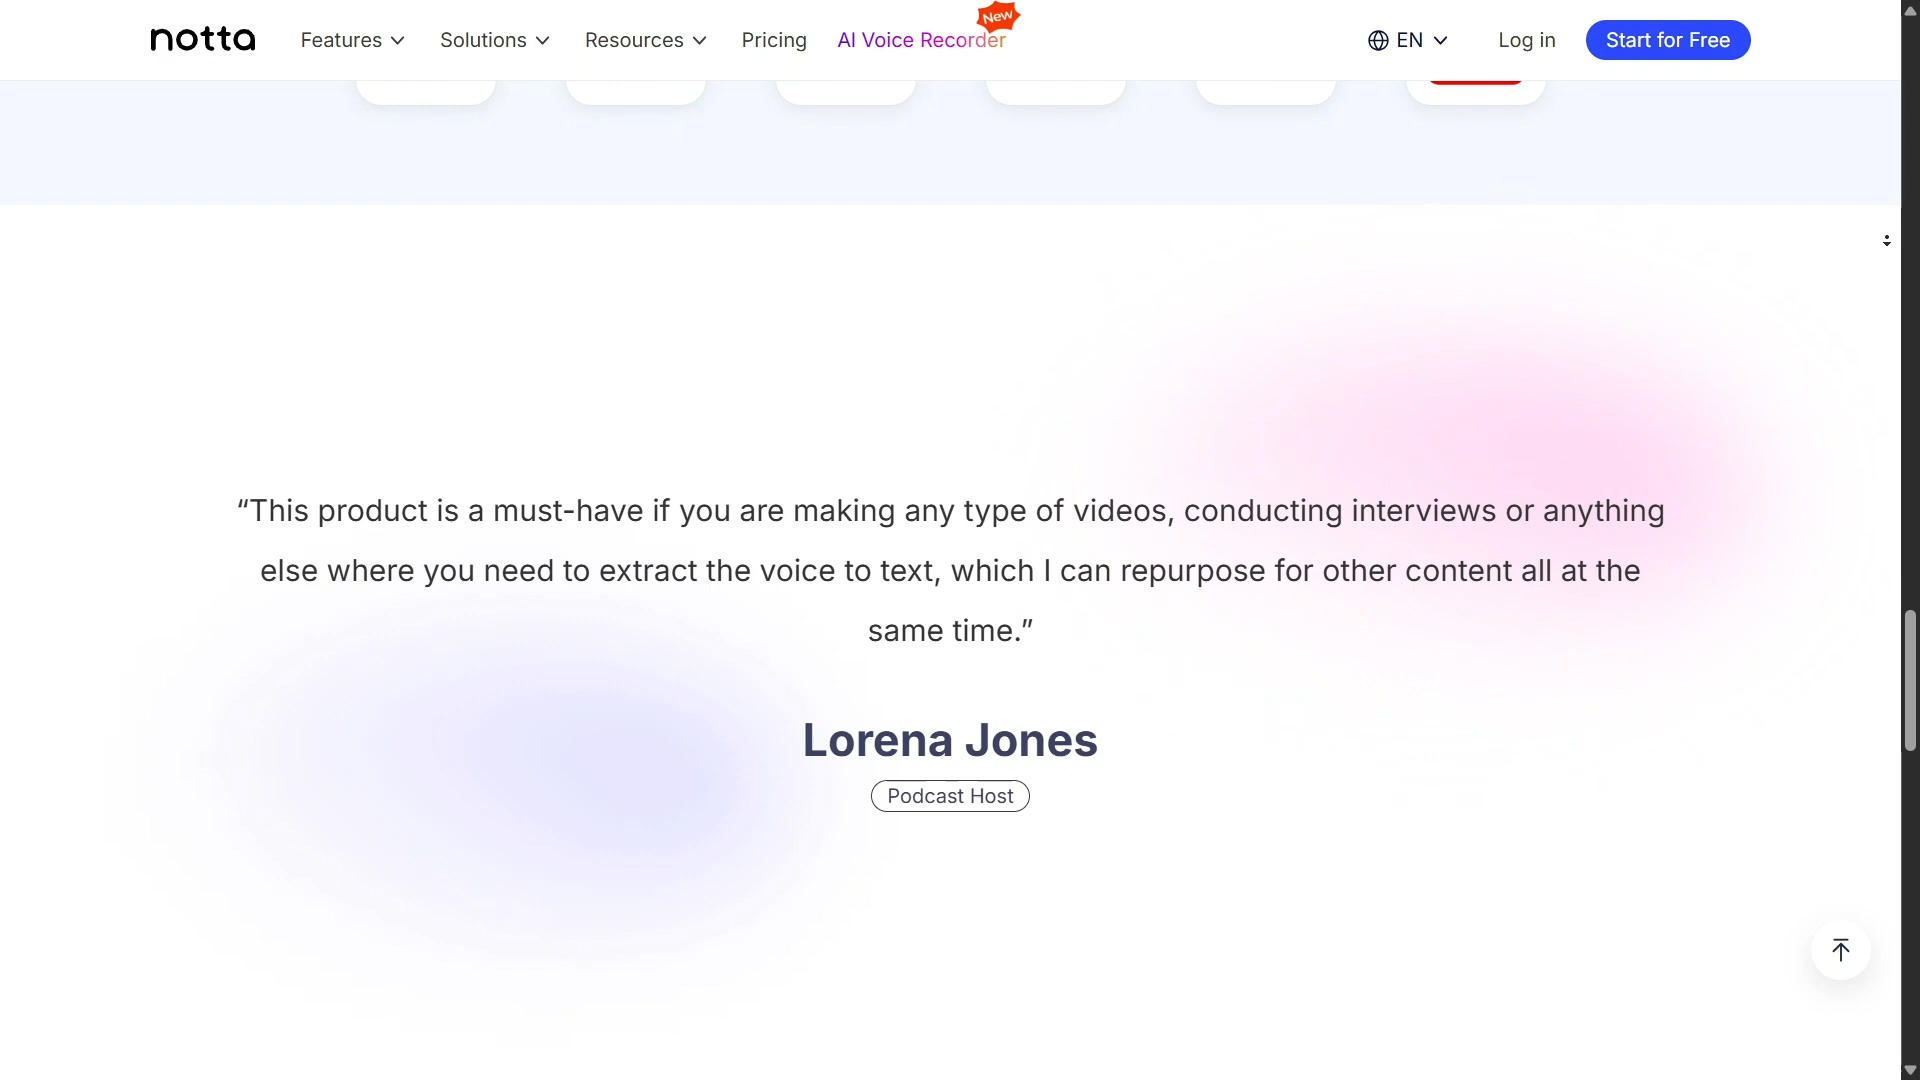 notta
Features
Solutions
Resources
Pricing
AI Voice Recorder
New
EN
Log in
Start for Free
“This product is a must-have if you are making any type of videos, conducting interviews or anything
else where you need to extract the voice to text, which I can repurpose for other content all at the
same time.”
Lorena Jones
Podcast Host